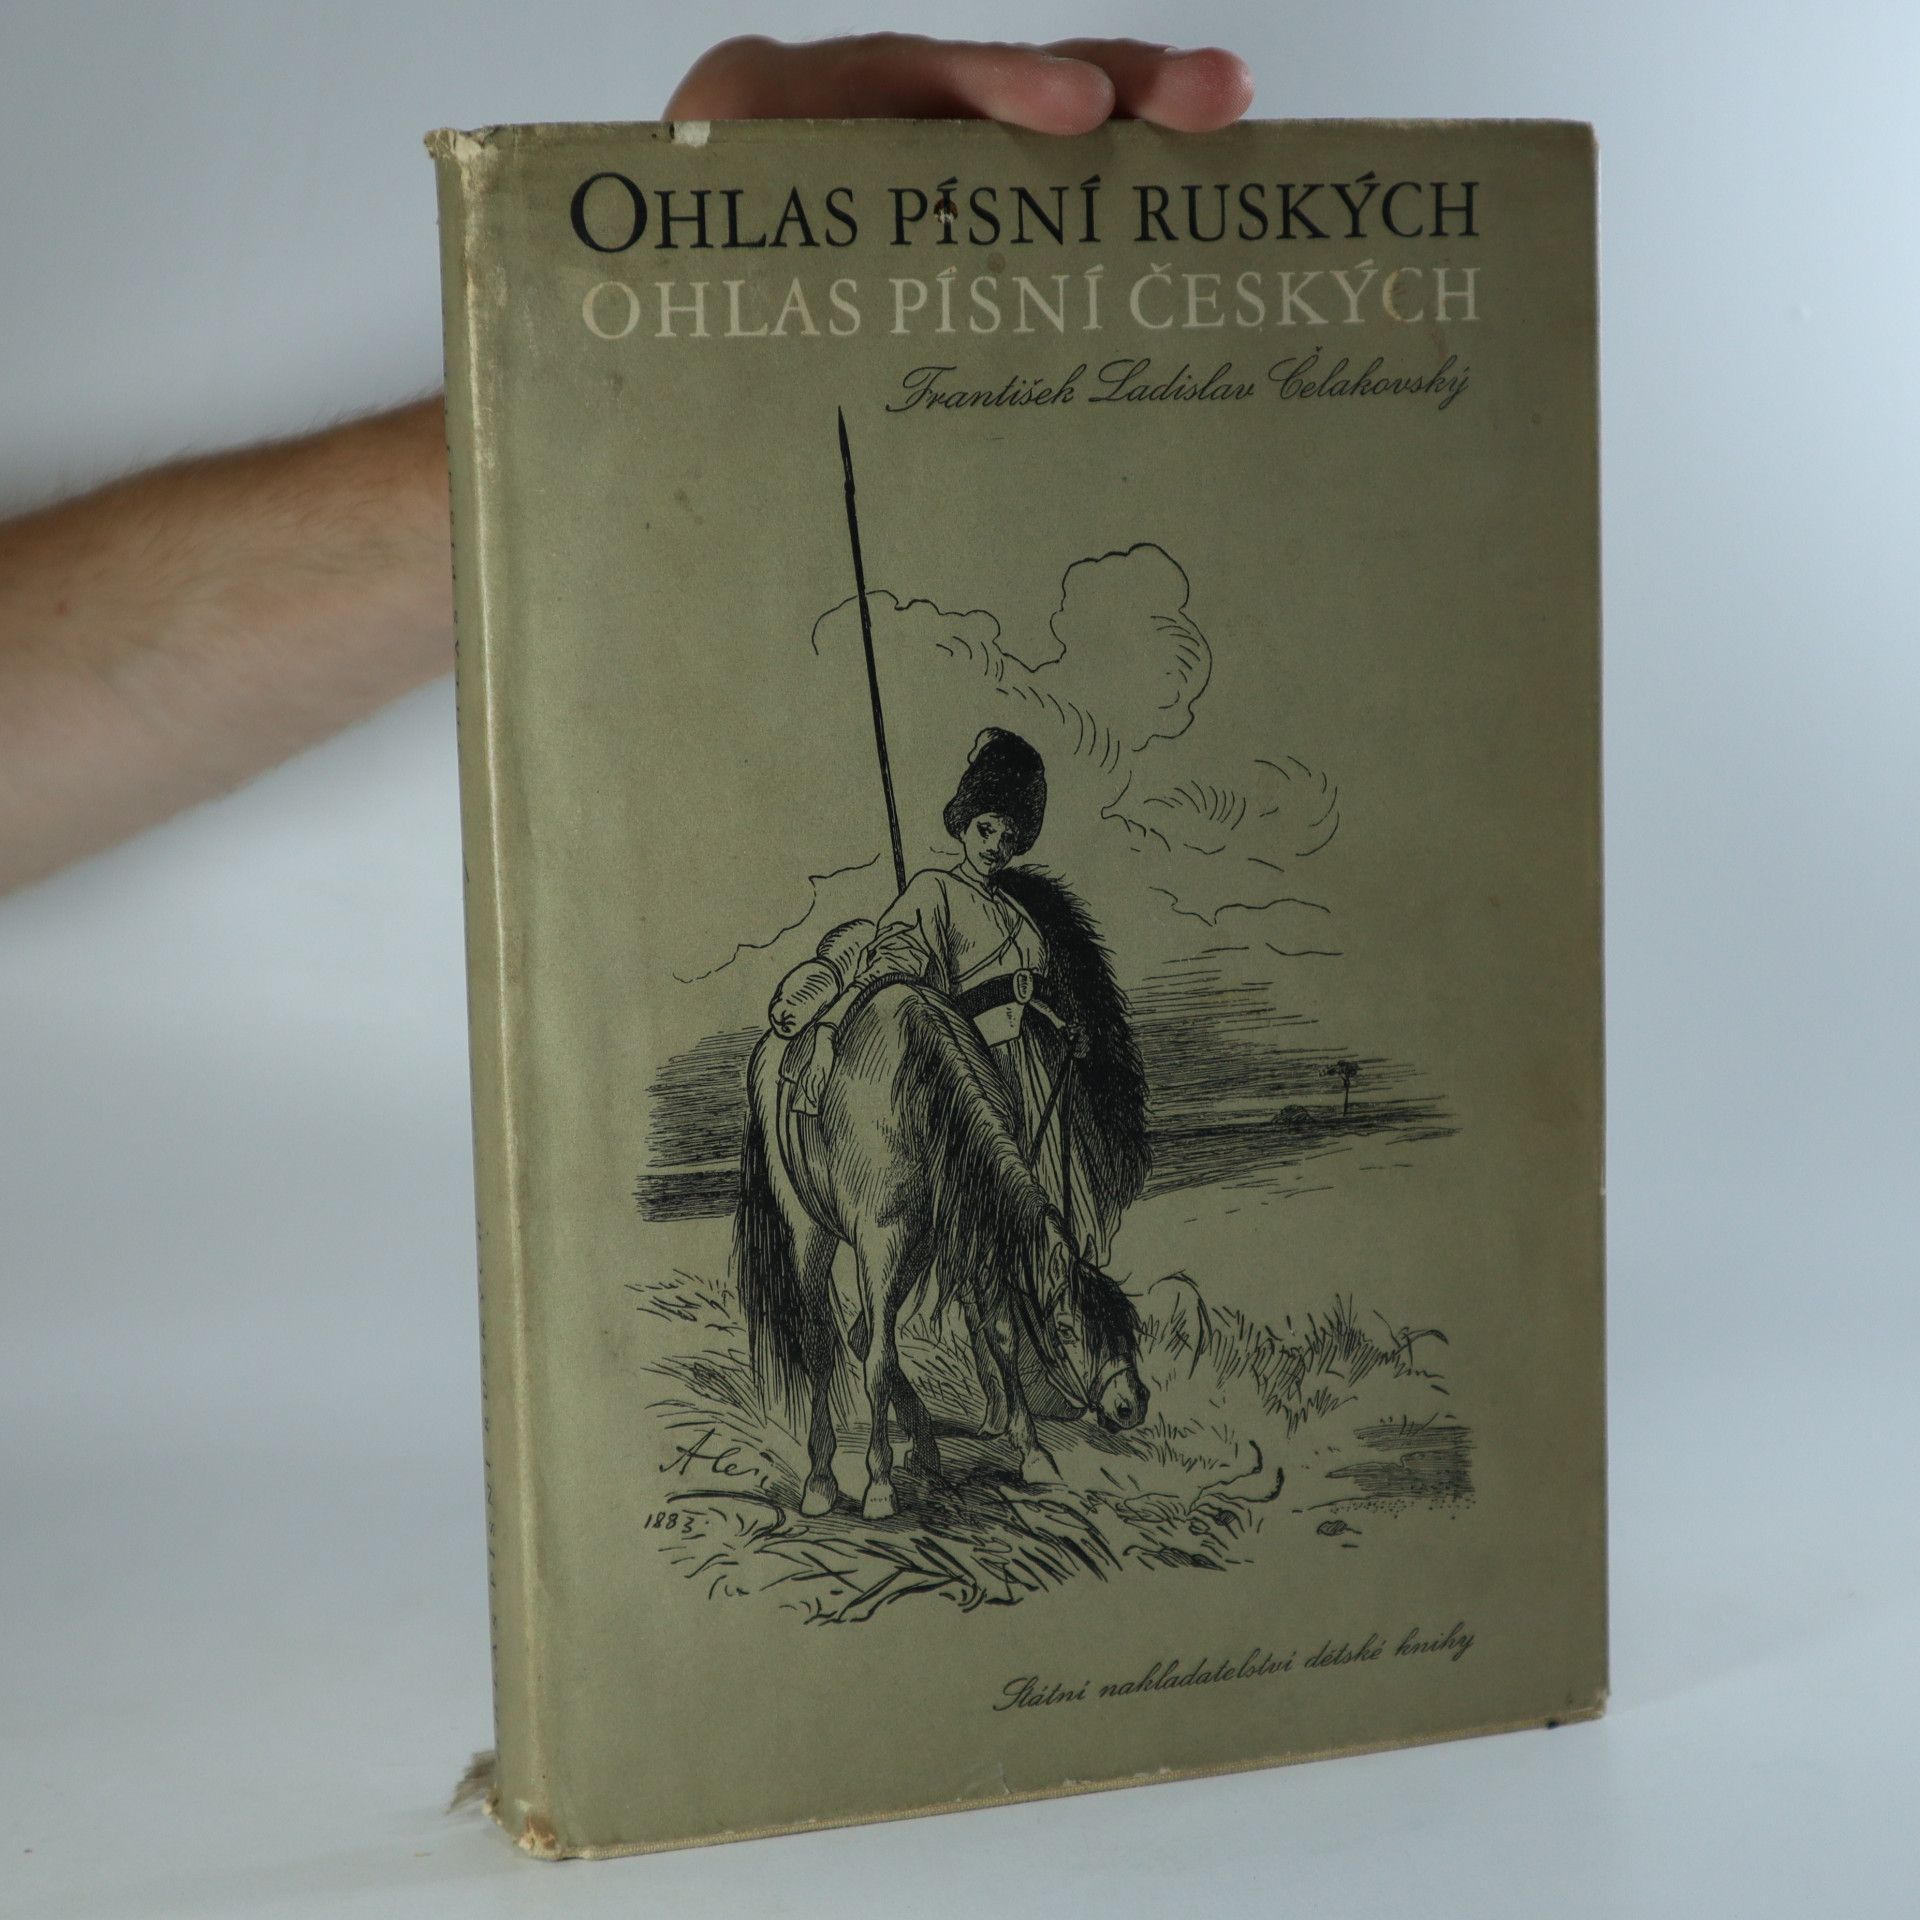 OHLAS PÍSNÍ RUSKÝCH
OHLAS PÍSNÍ ČESKÝCH
František Ladislav Čelakovský
Aleš
1883
Státní nakladatelství dětské knihy